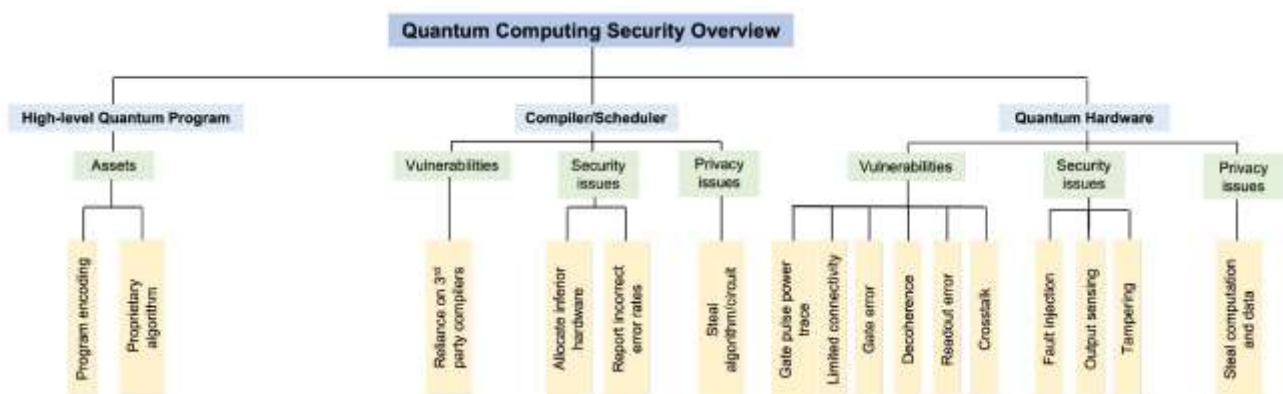 Quantum Computing Security Overview
High-level Quantum Program
Compiler/Scheduler
Quantum Hardware
Assets
Vulnerabilities
Security
issues
Privacy
issues
Vulnerabilities
Security
issues
Privacy
issues
Program encoding
Proprietary
algorithm
Reliance on 3rd
party compilers
Allocate inferior
hardware
Report incorrect
error rates
Steal
algorithm/circuit
Gate pulse power
trace
Limited connectivity
Gate error
Decoherence
Readout error
Crosstalk
Fault injection
Output sensing
Tampering
Steal computation
and data